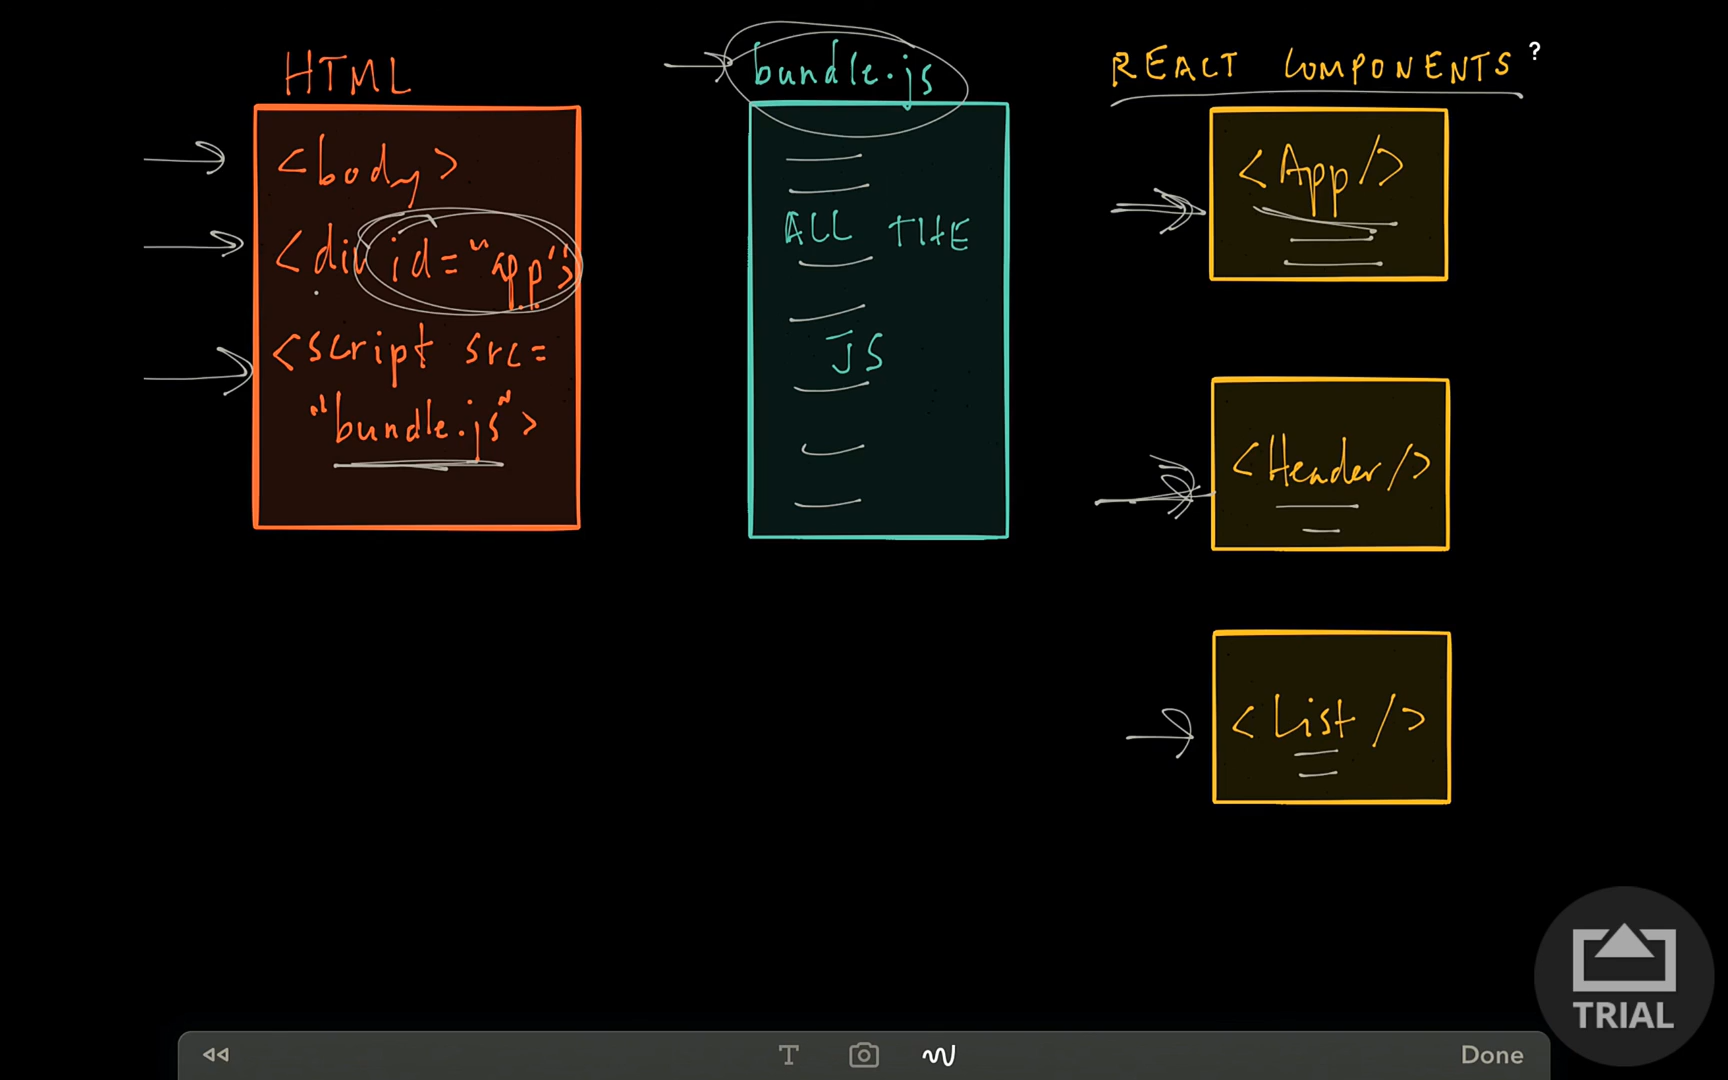 HTML
<body>
<div id="app">
<script src=
"bundle.js">
bundle.js
ALL THE
JS
REACT COMPONENTS ?
<App/>
<Header/>
<List />
TRIAL
T
Done